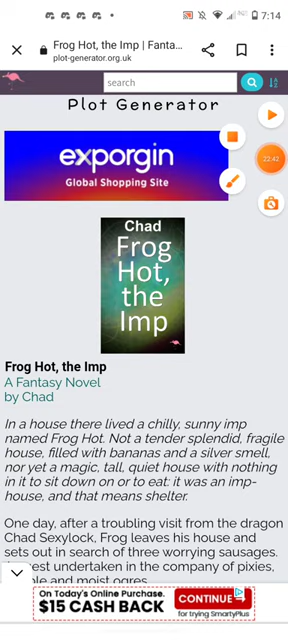 7:14
Frog Hot, the Imp | Fanta...
plot-generator.org.uk
search
Plot Generator
22:42
exporgin
Global Shopping Site
Chad
Frog
Hot,
the
Imp
Frog Hot, the Imp
A Fantasy Novel
by Chad
In a house there lived a chilly, sunny imp
named Frog Hot. Not a tender splendid, fragile
house, filled with bananas and a silver smell,
nor yet a magic, tall, quiet house with nothing
in it to sit down on or to eat: it was an imp-
house, and that means shelter.
One day, after a troubling visit from the dragon
Chad Sexylock, Frog leaves his house and
sets out in search of three worrying sausages.
quest undertaken in the company of pixies,
and moist ogres
On Today's Online Purchase.
$15 CASH BACK
CONTINUE
for trying SmartyPlus